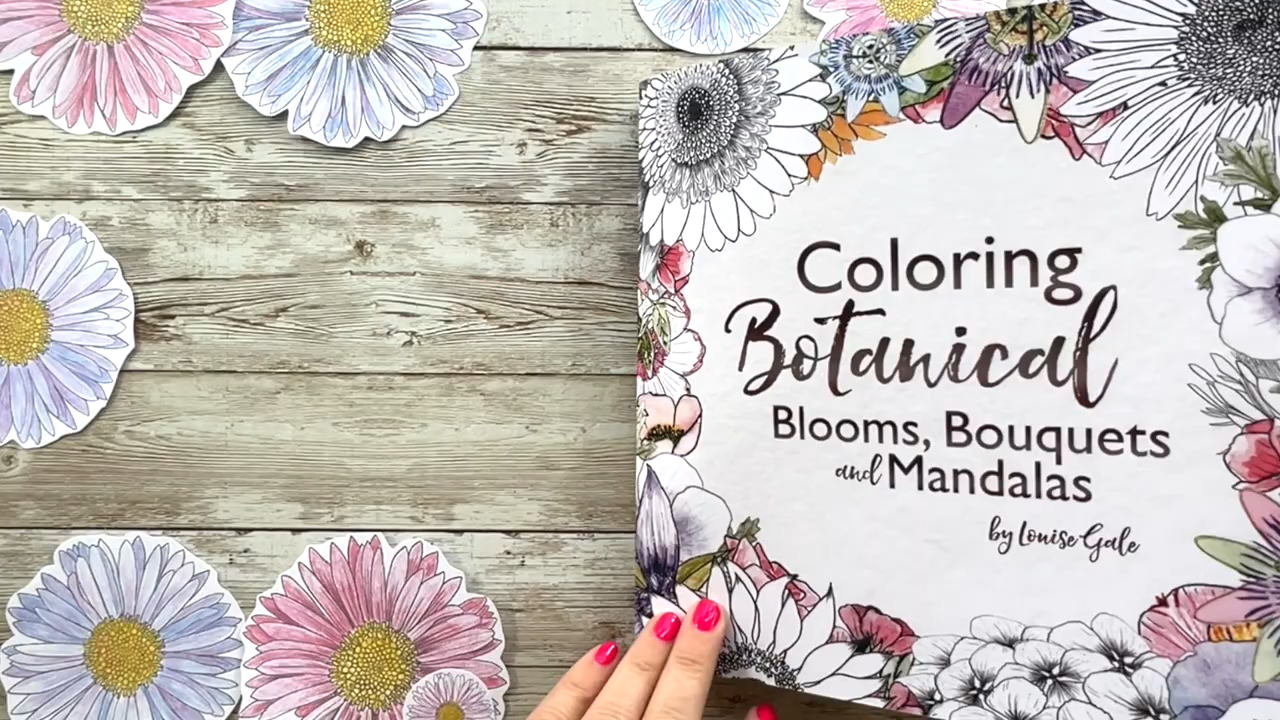 Coloring
Botanical
Blooms, Bouquets
and Mandalas
by Louise Gale